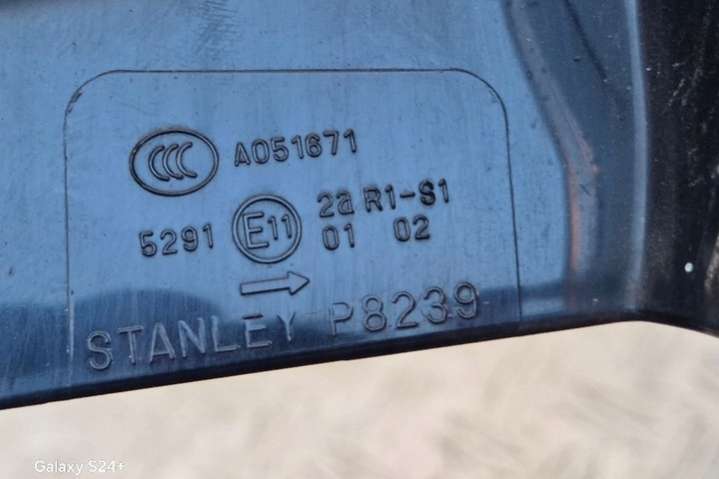 CCC A051671
5291 E11 2a R1-S1
01 02
STANLEY P8239
Galaxy S24+